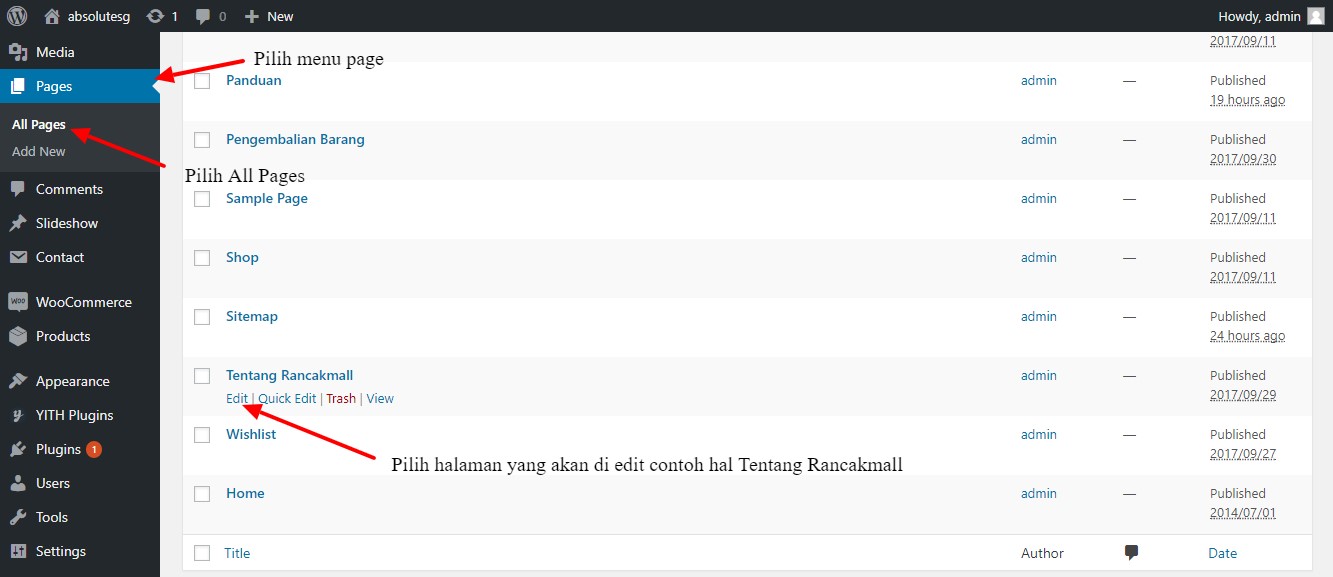 absolutesg 1 0 New Howdy, admin
Media
Pages
All Pages
Add New
Comments
Slideshow
Contact
WOO WooCommerce
Products
Appearance
YITH Plugins
Plugins 1
Users
Tools
Settings
2017/09/11
Pilih menu page
Panduan admin — Published
19 hours ago
Pengembalian Barang admin — Published
2017/09/30
Pilih All Pages
Sample Page admin — Published
2017/09/11
Shop admin — Published
2017/09/11
Sitemap admin — Published
24 hours ago
Tentang Rancakmall admin — Published
2017/09/29
Edit | Quick Edit | Trash | View
Wishlist admin — Published
2017/09/27
Pilih halaman yang akan di edit contoh hal Tentang Rancakmall
Home admin — Published
2014/07/01
Title Author Date